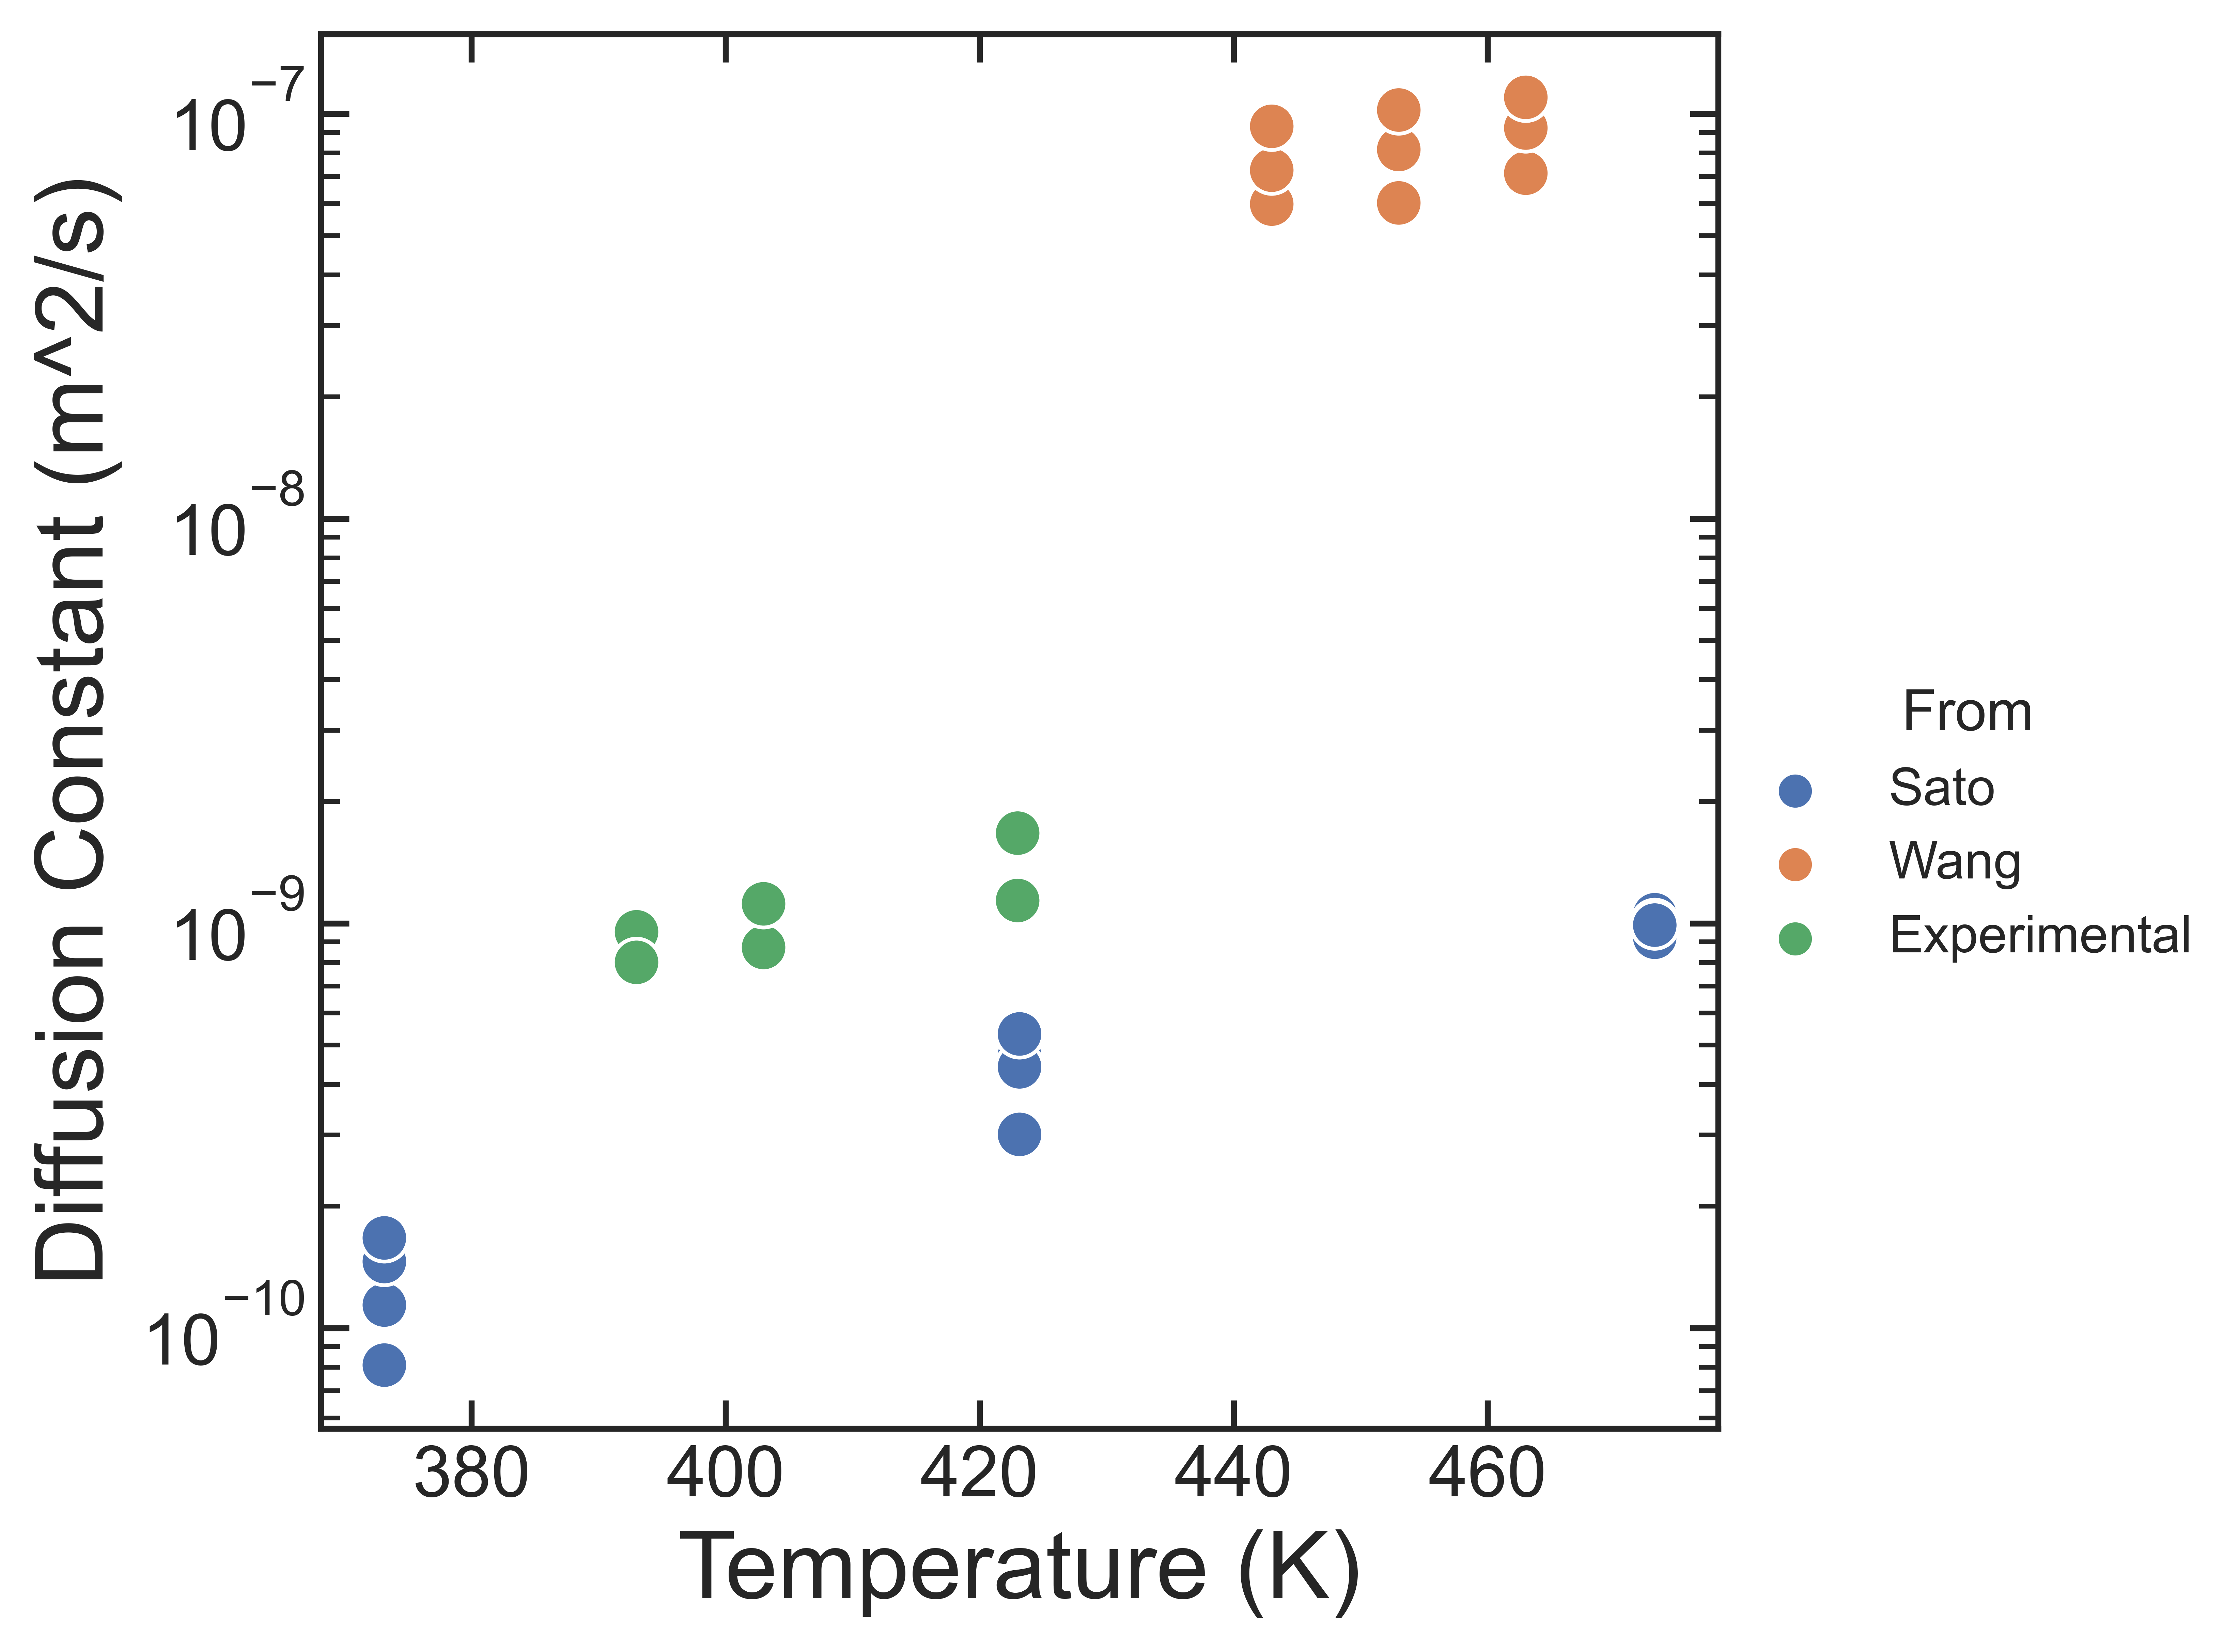 Diffusion Constant (m^2/s)
10−7
10−8
10−9
10−10
380 400 420 440 460
Temperature (K)
From
Sato
Wang
Experimental